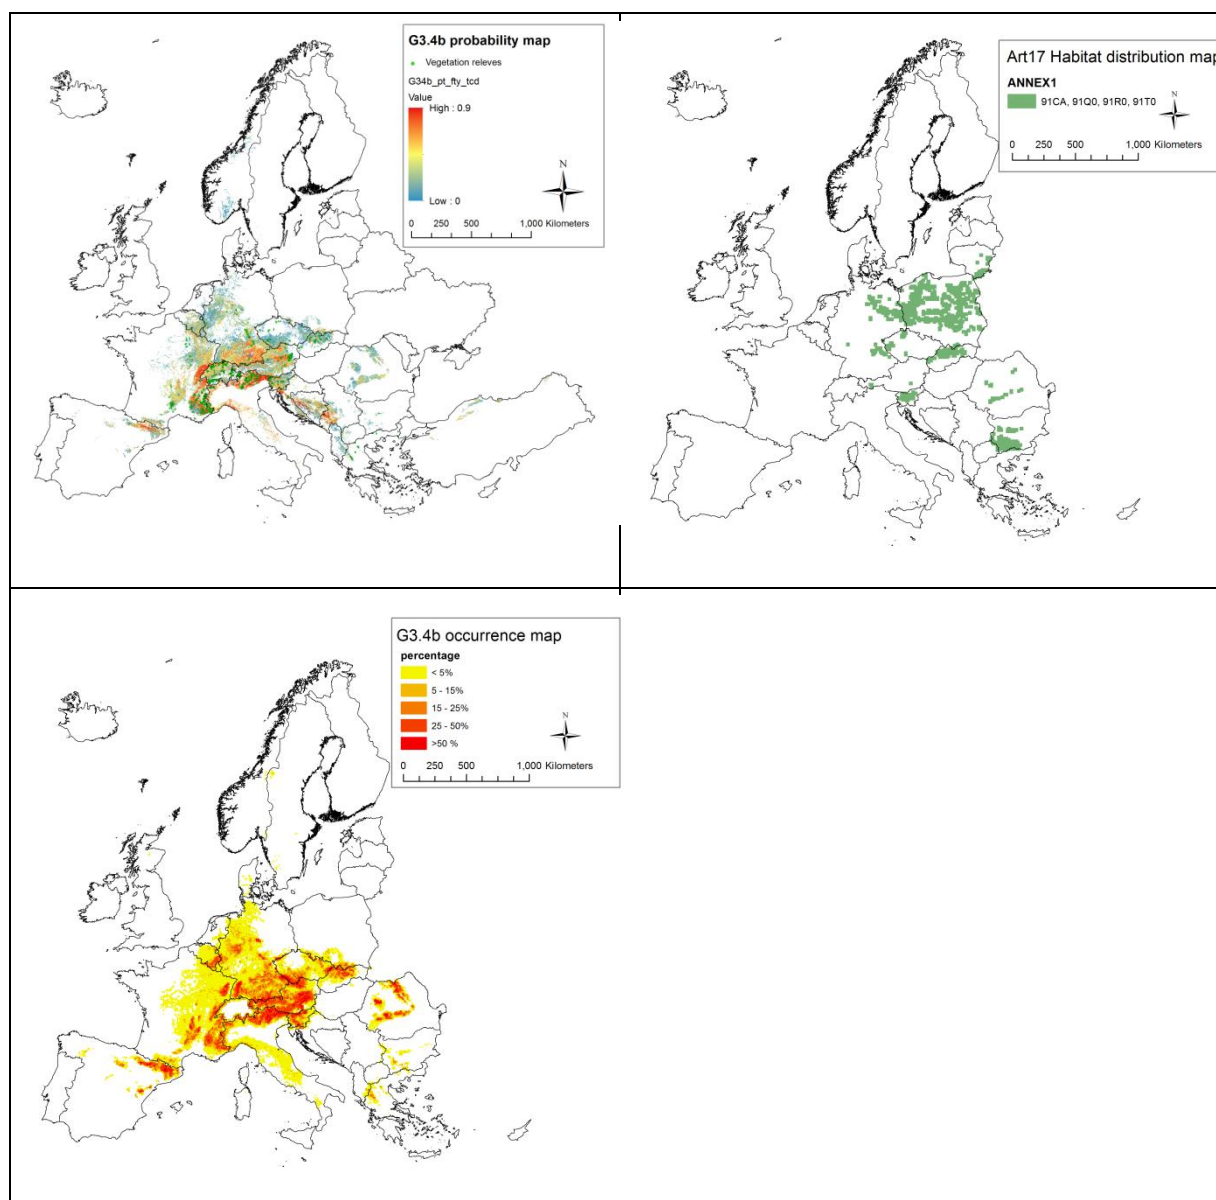 G3.4b probability map
Vegetation releves
G34b_pt_fty_tcd
Value
High : 0.9
Low : 0
N
0 250 500 1,000 Kilometers
Art17 Habitat distribution map
ANNEX1
91CA, 91Q0, 91R0, 91T0
N
0 250 500 1,000 Kilometers
G3.4b occurrence map
percentage
< 5%
5 - 15%
15 - 25%
25 - 50%
>50 %
N
0 250 500 1,000 Kilometers